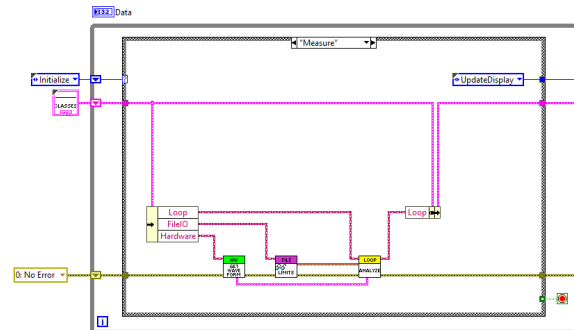 I32 Data
"Measure"
Initialize
UpdateDisplay
CLASSES
Loop
FileIO
Hardware
Loop
HW
GET
WAVE
FORM
FILE
LIMITS
LOOP
ANALYZE
0: No Error
i